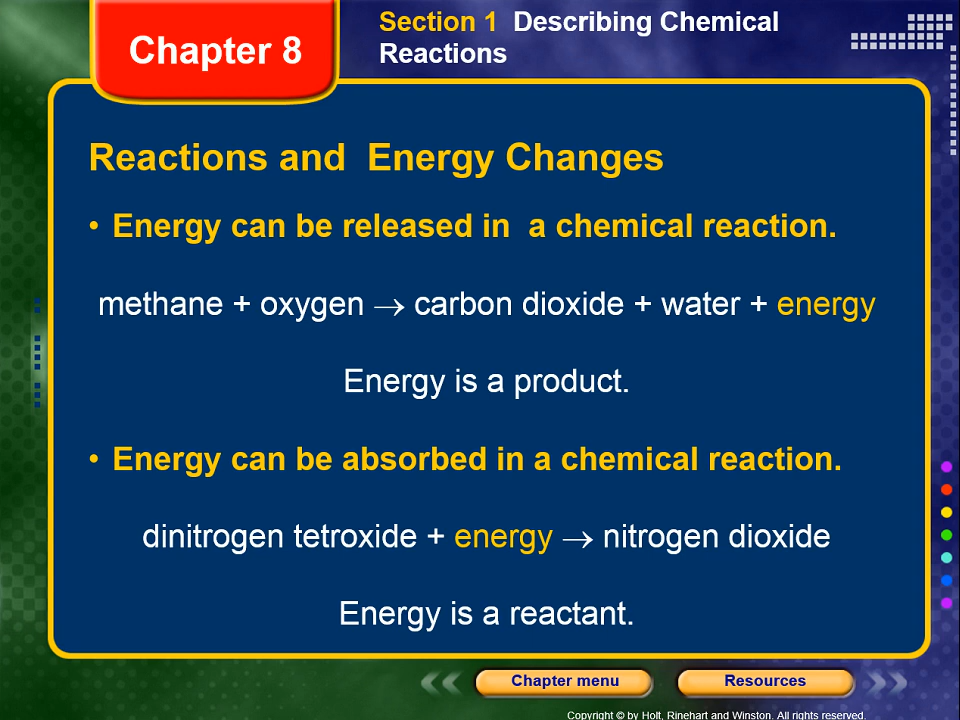 Chapter 8
Section 1  Describing Chemical
Reactions
Reactions and  Energy Changes
• Energy can be released in  a chemical reaction.
methane + oxygen → carbon dioxide + water + energy
Energy is a product.
• Energy can be absorbed in a chemical reaction.
dinitrogen tetroxide + energy → nitrogen dioxide
Energy is a reactant.
Chapter menu
Resources
Copyright © by Holt, Rinehart and Winston. All rights reserved.